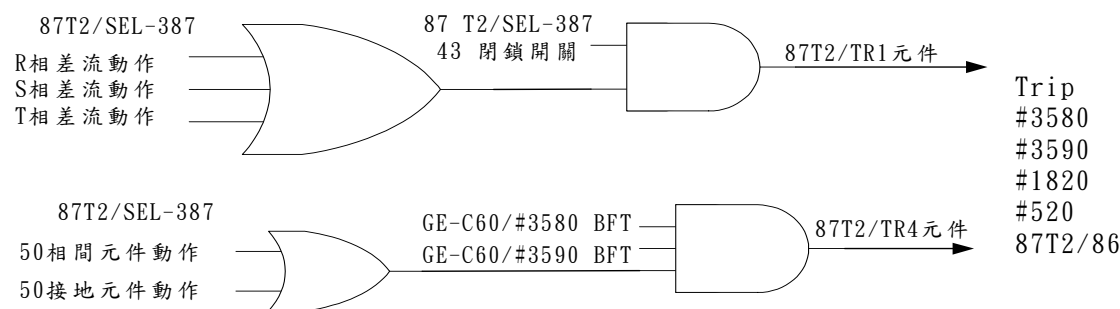 87T2/SEL-387
R相差流動作
S相差流動作
T相差流動作
87 T2/SEL-387
43 閉鎖開關
87T2/TR1元件
87T2/SEL-387
50相間元件動作
50接地元件動作
GE-C60/#3580 BFT
GE-C60/#3590 BFT
87T2/TR4元件
Trip
#3580
#3590
#1820
#520
87T2/86